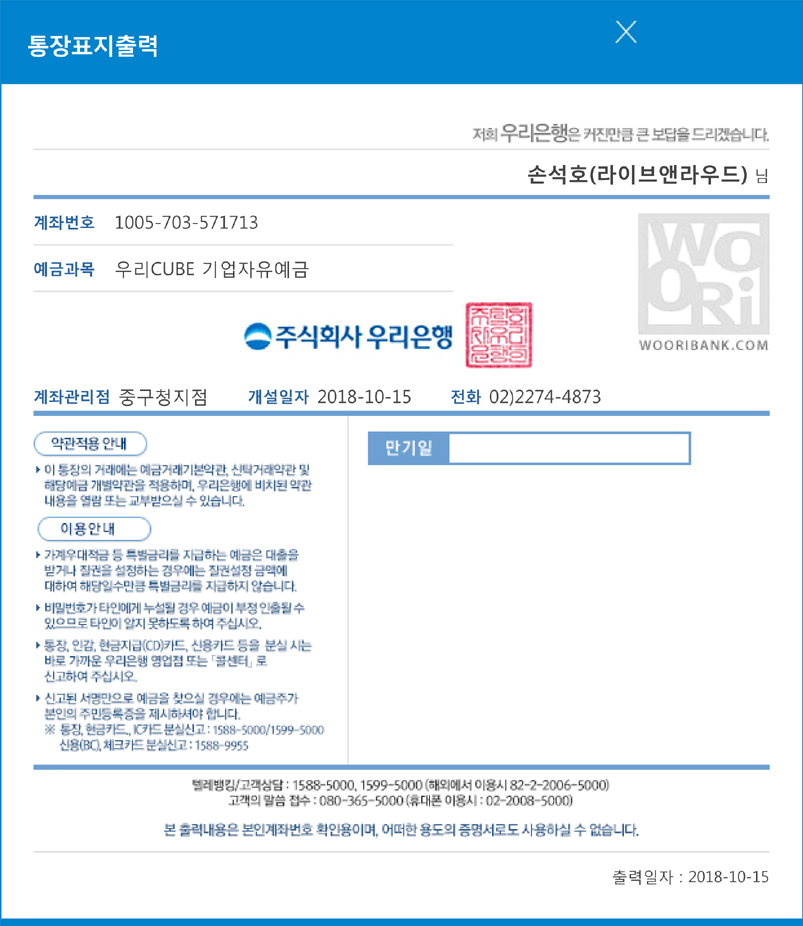 통장표지출력
저희 우리은행은 커진만큼 큰 보답을 드리겠습니다.
손석호(라이브앤라우드) 님
계좌번호 1005-703-571713
예금과목 우리CUBE 기업자유예금
WOORi
WOORIBANK.COM
주식회사 우리은행
계좌관리점 중구청지점 개설일자 2018-10-15 전화 02)2274-4873
약관적용 안내
이 통장의 거래에는 예금거래기본약관, 신탁거래약관 및
해당예금 개별약관을 적용하며, 우리은행에 비치된 약관
내용을 열람 또는 교부받으실 수 있습니다.
이용안내
가계우대적금 등 특별금리를 지급하는 예금은 대출을
받거나 질권을 설정하는 경우에는 질권설정 금액에
대하여 해당일수만큼 특별금리를 지급하지 않습니다.
비밀번호가 타인에게 누설될 경우 예금이 부정 인출될 수
있으므로 타인이 알지 못하도록 하여 주십시오.
통장, 인감, 현금지급(CD)카드, 신용카드 등을 분실 시는
바로 가까운 우리은행 영업점 또는 「콜센터」로
신고하여 주십시오.
신고된 서명만으로 예금을 찾으실 경우에는 예금주가
본인의 주민등록증을 제시하셔야 합니다.
※ 통장, 현금카드, IC카드 분실신고 : 1588-5000/1599-5000
신용(BC), 체크카드 분실신고 : 1588-9955
만기일
텔레뱅킹/고객상담 : 1588-5000, 1599-5000 (해외에서 이용시 82-2-2006-5000)
고객의 말씀 접수 : 080-365-5000 (휴대폰 이용시 : 02-2008-5000)
본 출력내용은 본인계좌번호 확인용이며, 어떠한 용도의 증명서로도 사용하실 수 없습니다.
출력일자 : 2018-10-15